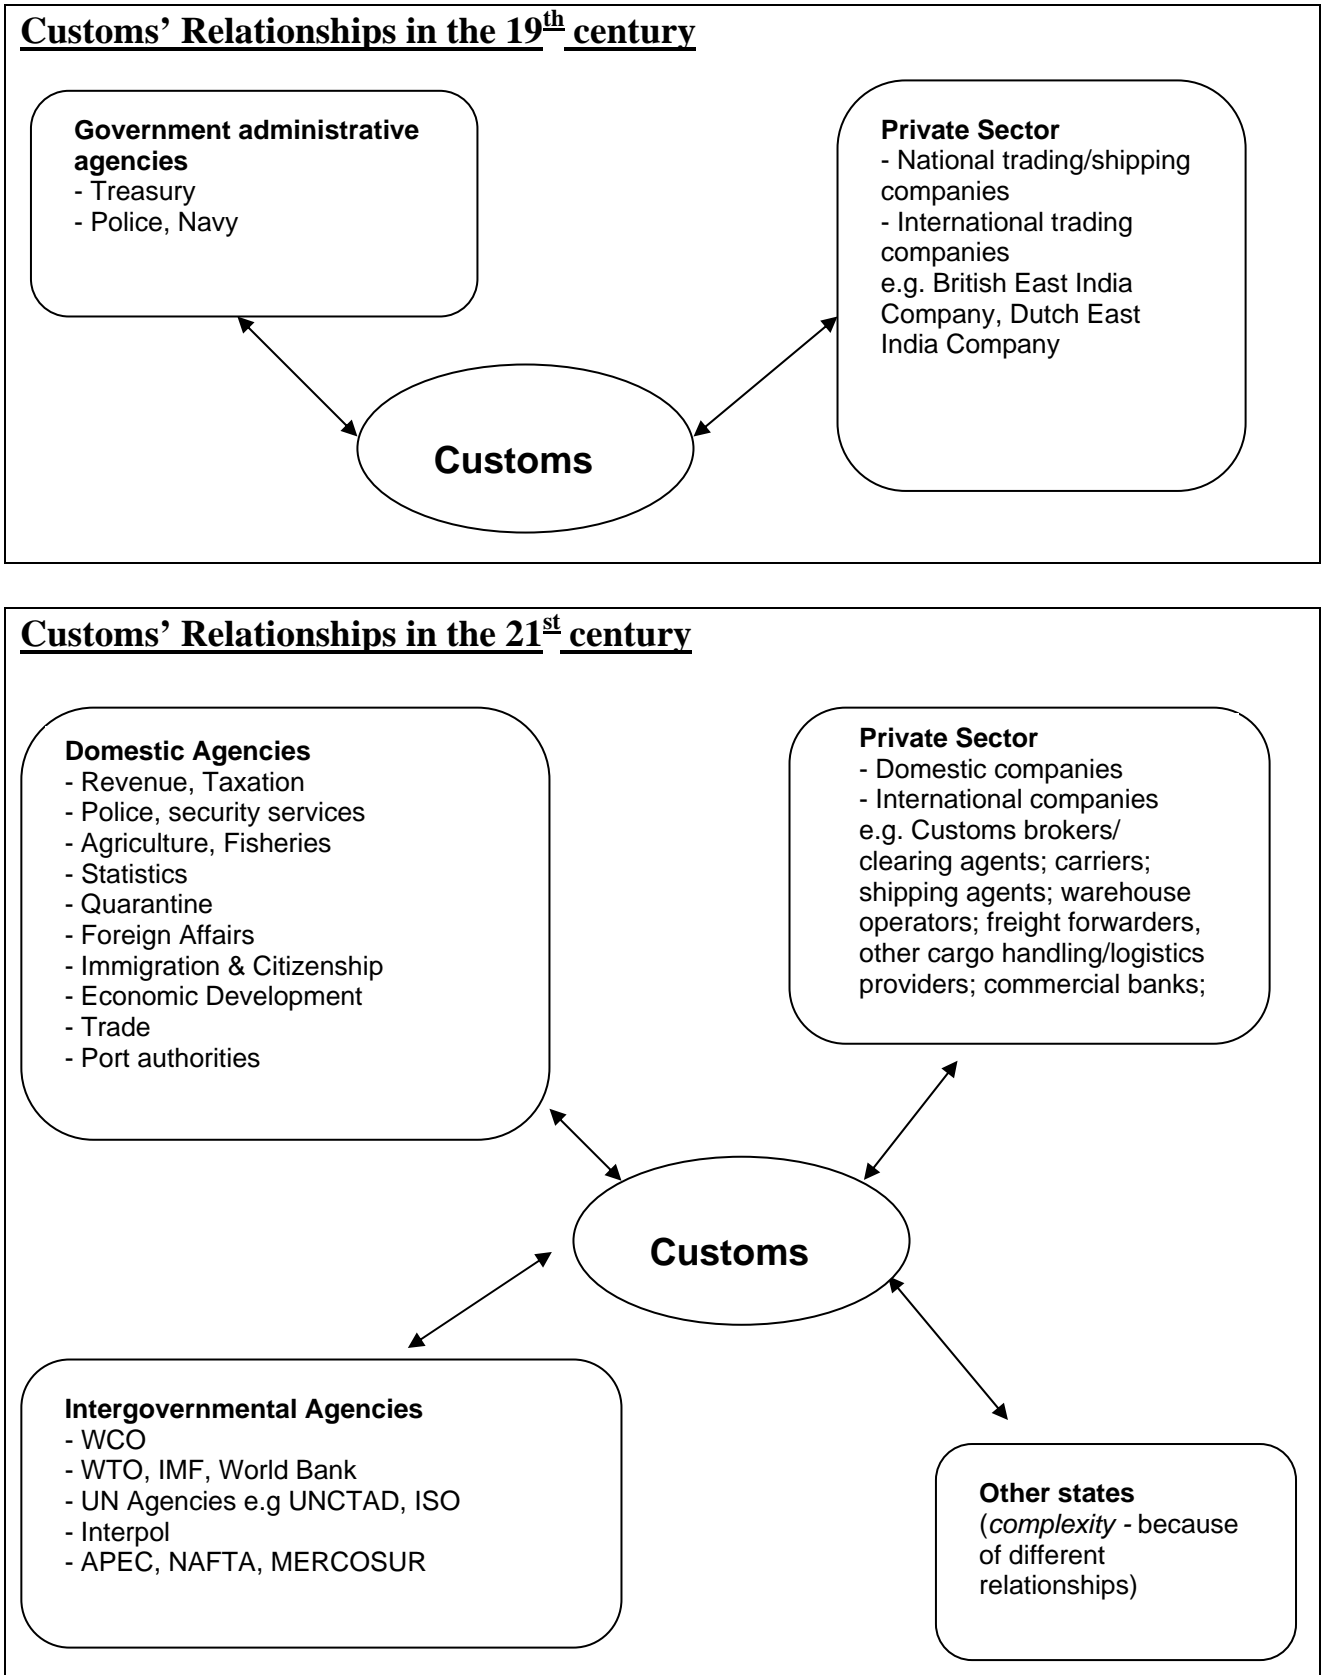 Customs’ Relationships in the 19th century
Government administrative
agencies
- Treasury
- Police, Navy
Private Sector
- National trading/shipping
companies
- International trading
companies
e.g. British East India
Company, Dutch East
India Company
Customs
Customs’ Relationships in the 21st century
Domestic Agencies
- Revenue, Taxation
- Police, security services
- Agriculture, Fisheries
- Statistics
- Quarantine
- Foreign Affairs
- Immigration & Citizenship
- Economic Development
- Trade
- Port authorities
Private Sector
- Domestic companies
- International companies
e.g. Customs brokers/
clearing agents; carriers;
shipping agents; warehouse
operators; freight forwarders,
other cargo handling/logistics
providers; commercial banks;
Customs
Intergovernmental Agencies
- WCO
- WTO, IMF, World Bank
- UN Agencies e.g UNCTAD, ISO
- Interpol
- APEC, NAFTA, MERCOSUR
Other states
(complexity - because
of different
relationships)